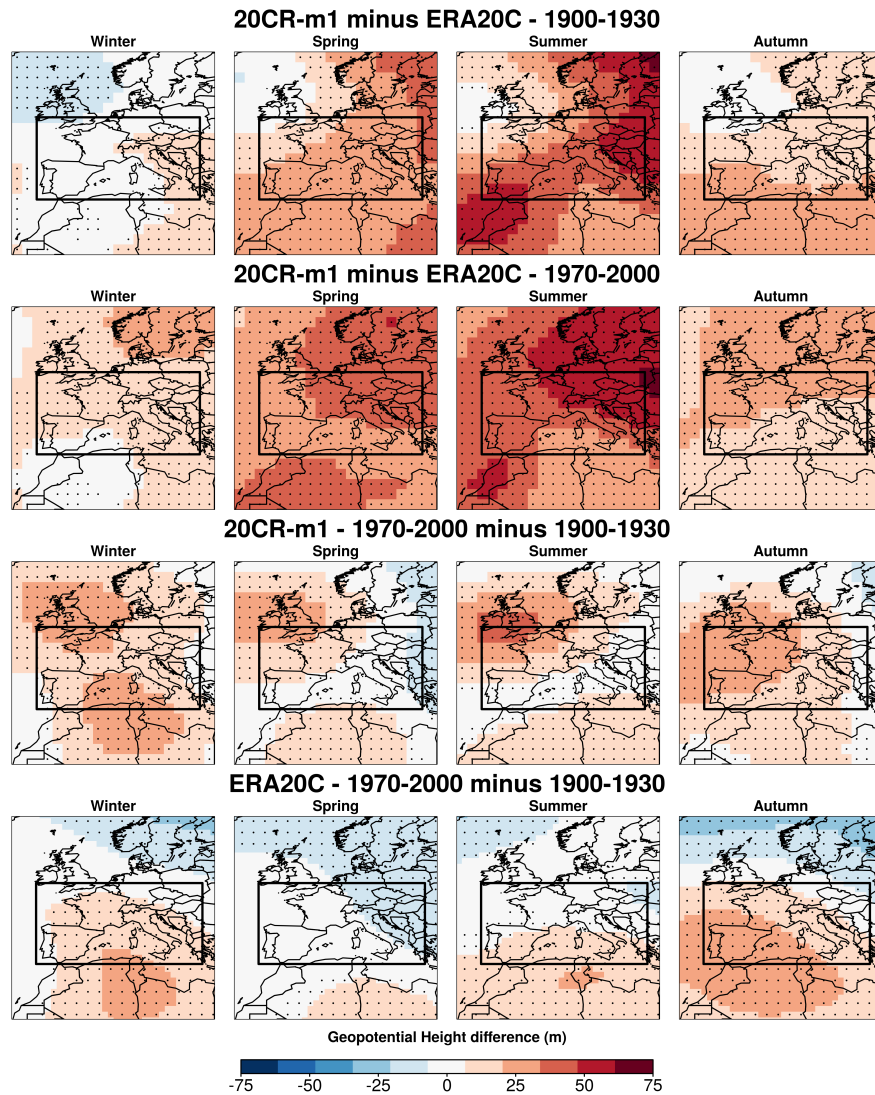 20CR-m1 minus ERA20C - 1900-1930
Winter Spring Summer Autumn
20CR-m1 minus ERA20C - 1970-2000
Winter Spring Summer Autumn
20CR-m1 - 1970-2000 minus 1900-1930
Winter Spring Summer Autumn
ERA20C - 1970-2000 minus 1900-1930
Winter Spring Summer Autumn
Geopotential Height difference (m)
-75 -50 -25 0 25 50 75